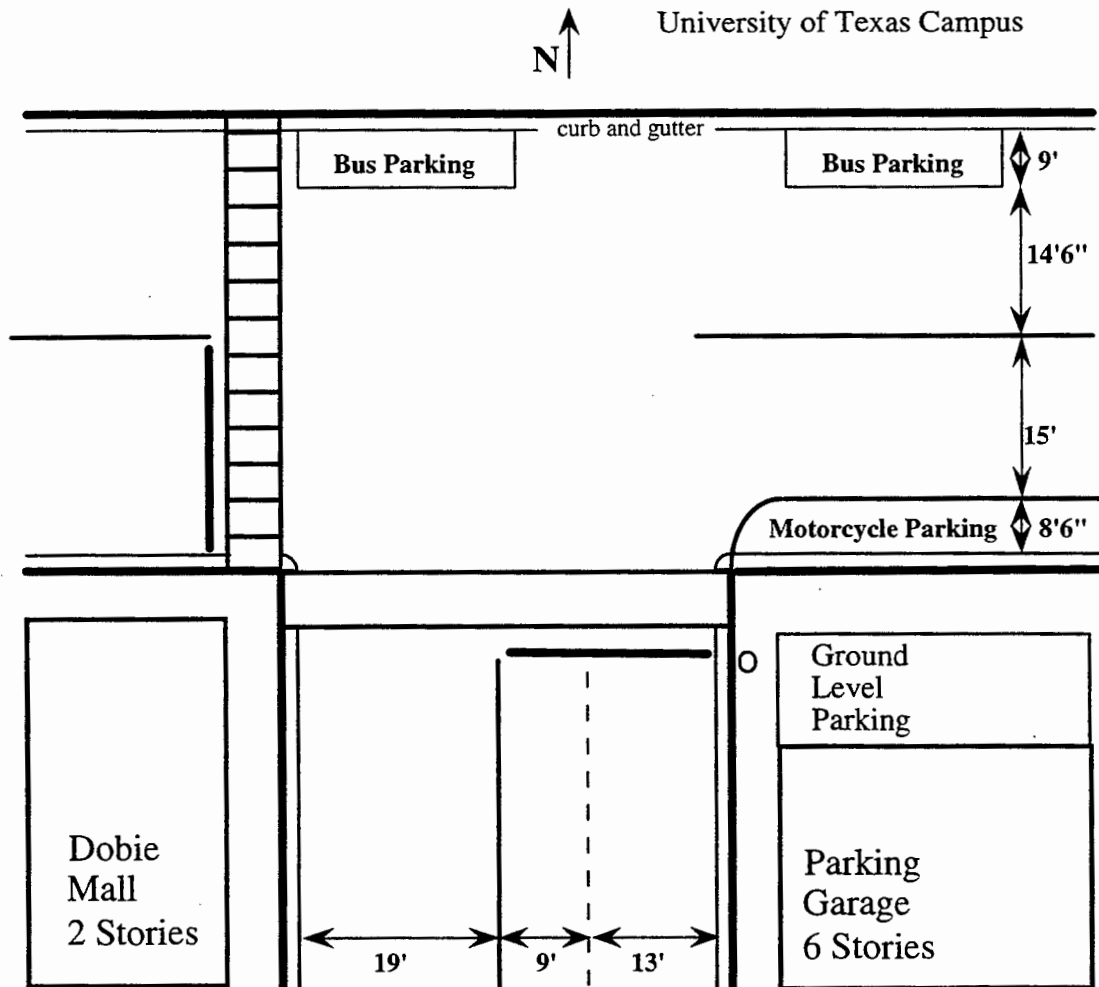 University of Texas Campus
N
curb and gutter
Bus Parking
Bus Parking
9'
14'6"
15'
Motorcycle Parking
8'6"
Ground
Level
Parking
Dobie
Mall
2 Stories
Parking
Garage
6 Stories
19'
9'
13'